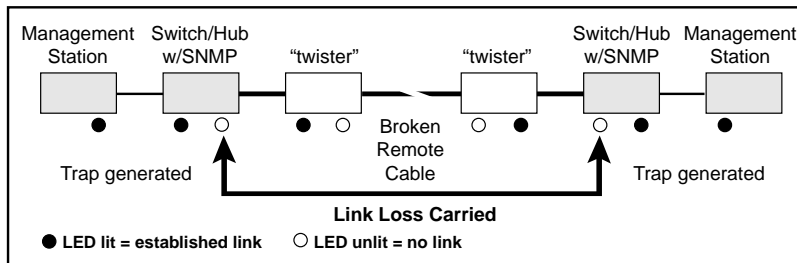 Management Station
Switch/Hub w/SNMP
“twister”
“twister”
Switch/Hub w/SNMP
Management Station
Broken Remote Cable
Trap generated
Trap generated
Link Loss Carried
LED lit = established link
LED unlit = no link